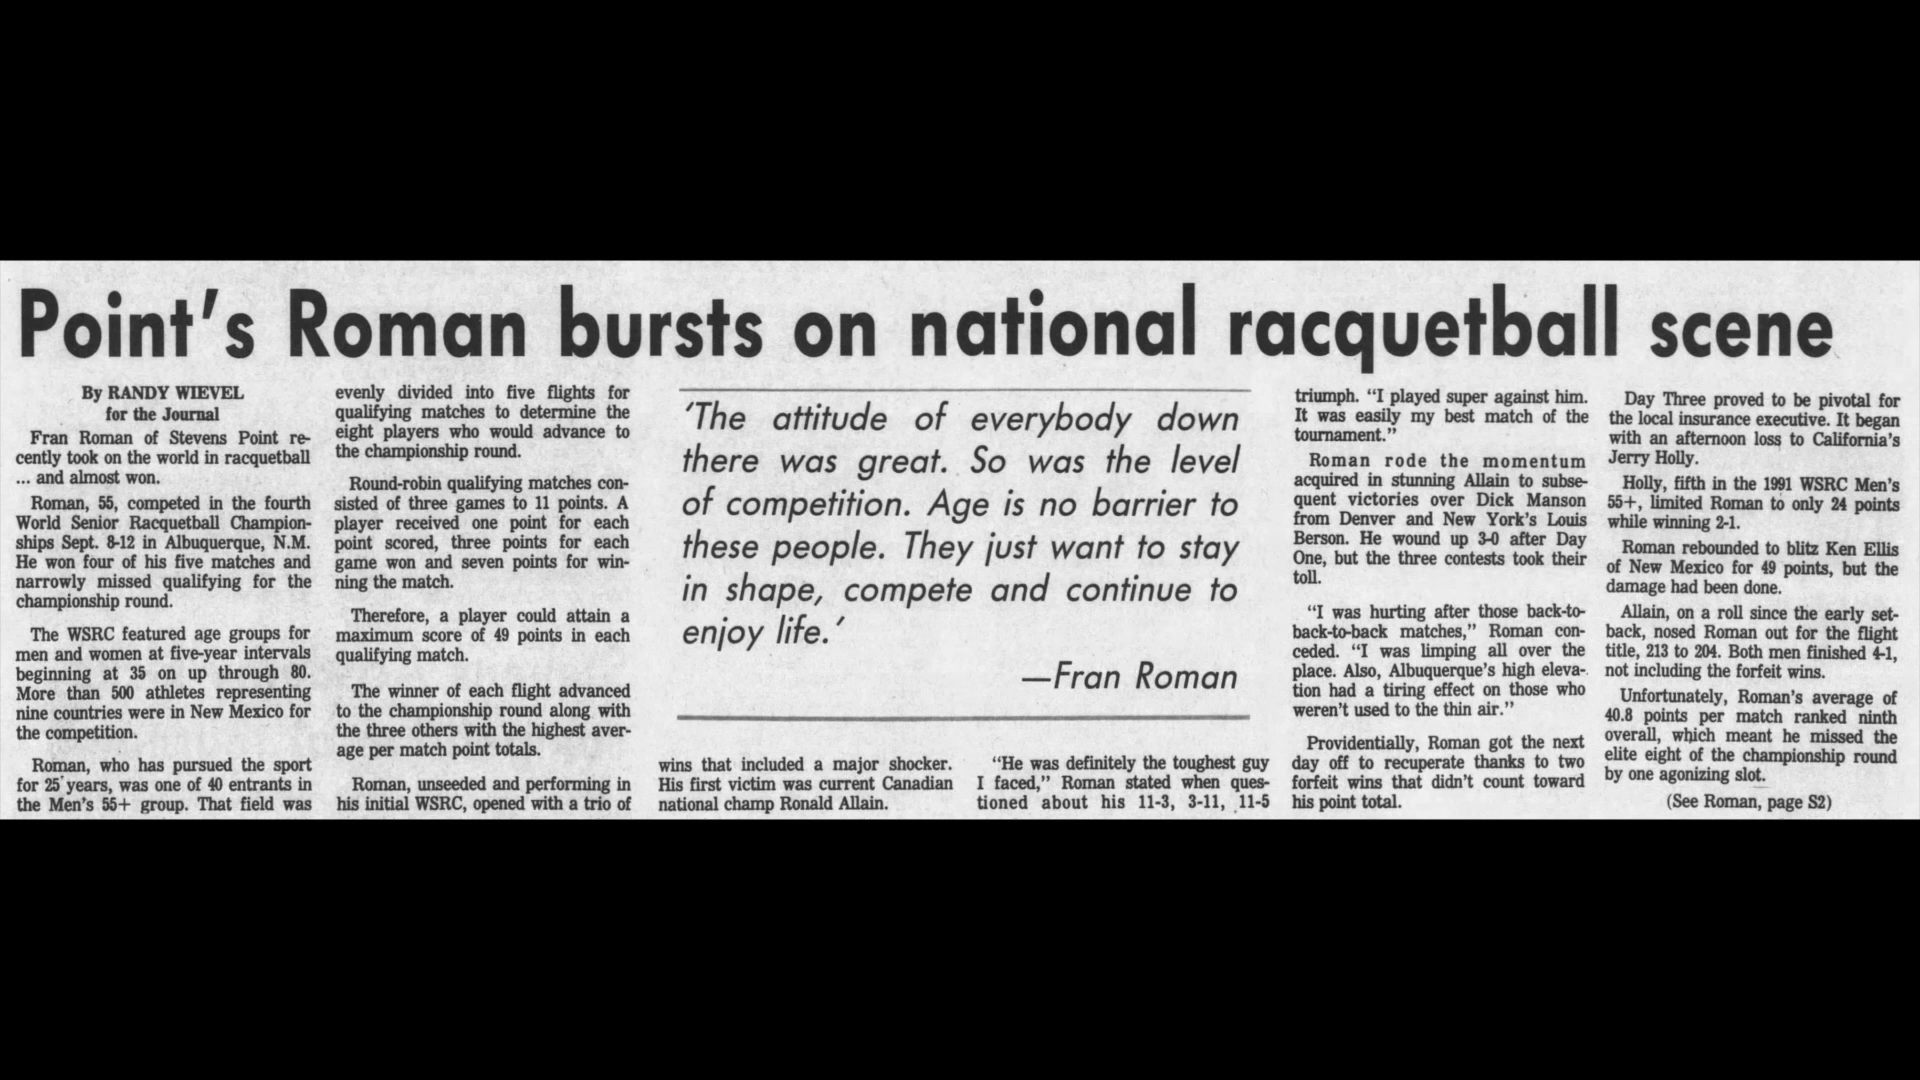 Point's Roman bursts on national racquetball scene
By RANDY WIEVEL
for the Journal
Fran Roman of Stevens Point re-
cently took on the world in racquetball
... and almost won.
Roman, 55, competed in the fourth
World Senior Racquetball Champion-
ships Sept. 8-12 in Albuquerque, N.M.
He won four of his five matches and
narrowly missed qualifying for the
championship round.
The WSRC featured age groups for
men and women at five-year intervals
beginning at 35 on up through 80.
More than 500 athletes representing
nine countries were in New Mexico for
the competition.
Roman, who has pursued the sport
for 25 years, was one of 40 entrants in
the Men's 55+ group. That field was
evenly divided into five flights for
qualifying matches to determine the
eight players who would advance to
the championship round.
Round-robin qualifying matches con-
sisted of three games to 11 points. A
player received one point for each
point scored, three points for each
game won and seven points for win-
ning the match.
Therefore, a player could attain a
maximum score of 49 points in each
qualifying match.
The winner of each flight advanced
to the championship round along with
the three others with the highest aver-
age per match point totals.
Roman, unseeded and performing in
his initial WSRC, opened with a trio of
'The attitude of everybody down
there was great. So was the level
of competition. Age is no barrier to
these people. They just want to stay
in shape, compete and continue to
enjoy life.'
—Fran Roman
wins that included a major shocker.
His first victim was current Canadian
national champ Ronald Allain.
"He was definitely the toughest guy
I faced," Roman stated when ques-
tioned about his 11-3, 3-11, 11-5
triumph. "I played super against him.
It was easily my best match of the
tournament."
Roman rode the momentum
acquired in stunning Allain to subse-
quent victories over Dick Manson
from Denver and New York's Louis
Berson. He wound up 3-0 after Day
One, but the three contests took their
toll.
"I was hurting after those back-to-
back-to-back matches," Roman con-
ceded. "I was limping all over the
place. Also, Albuquerque's high eleva-
tion had a tiring effect on those who
weren't used to the thin air."
Providentially, Roman got the next
day off to recuperate thanks to two
forfeit wins that didn't count toward
his point total.
Day Three proved to be pivotal for
the local insurance executive. It began
with an afternoon loss to California's
Jerry Holly.
Holly, fifth in the 1991 WSRC Men's
55+, limited Roman to only 24 points
while winning 2-1.
Roman rebounded to blitz Ken Ellis
of New Mexico for 49 points, but the
damage had been done.
Allain, on a roll since the early set-
back, nosed Roman out for the flight
title, 213 to 204. Both men finished 4-1,
not including the forfeit wins.
Unfortunately, Roman's average of
40.8 points per match ranked ninth
overall, which meant he missed the
elite eight of the championship round
by one agonizing slot.
(See Roman, page S2)